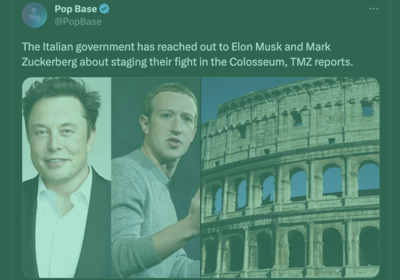 Pop Base
@PopBase
The Italian government has reached out to Elon Musk and Mark
Zuckerberg about staging their fight in the Colosseum, TMZ reports.